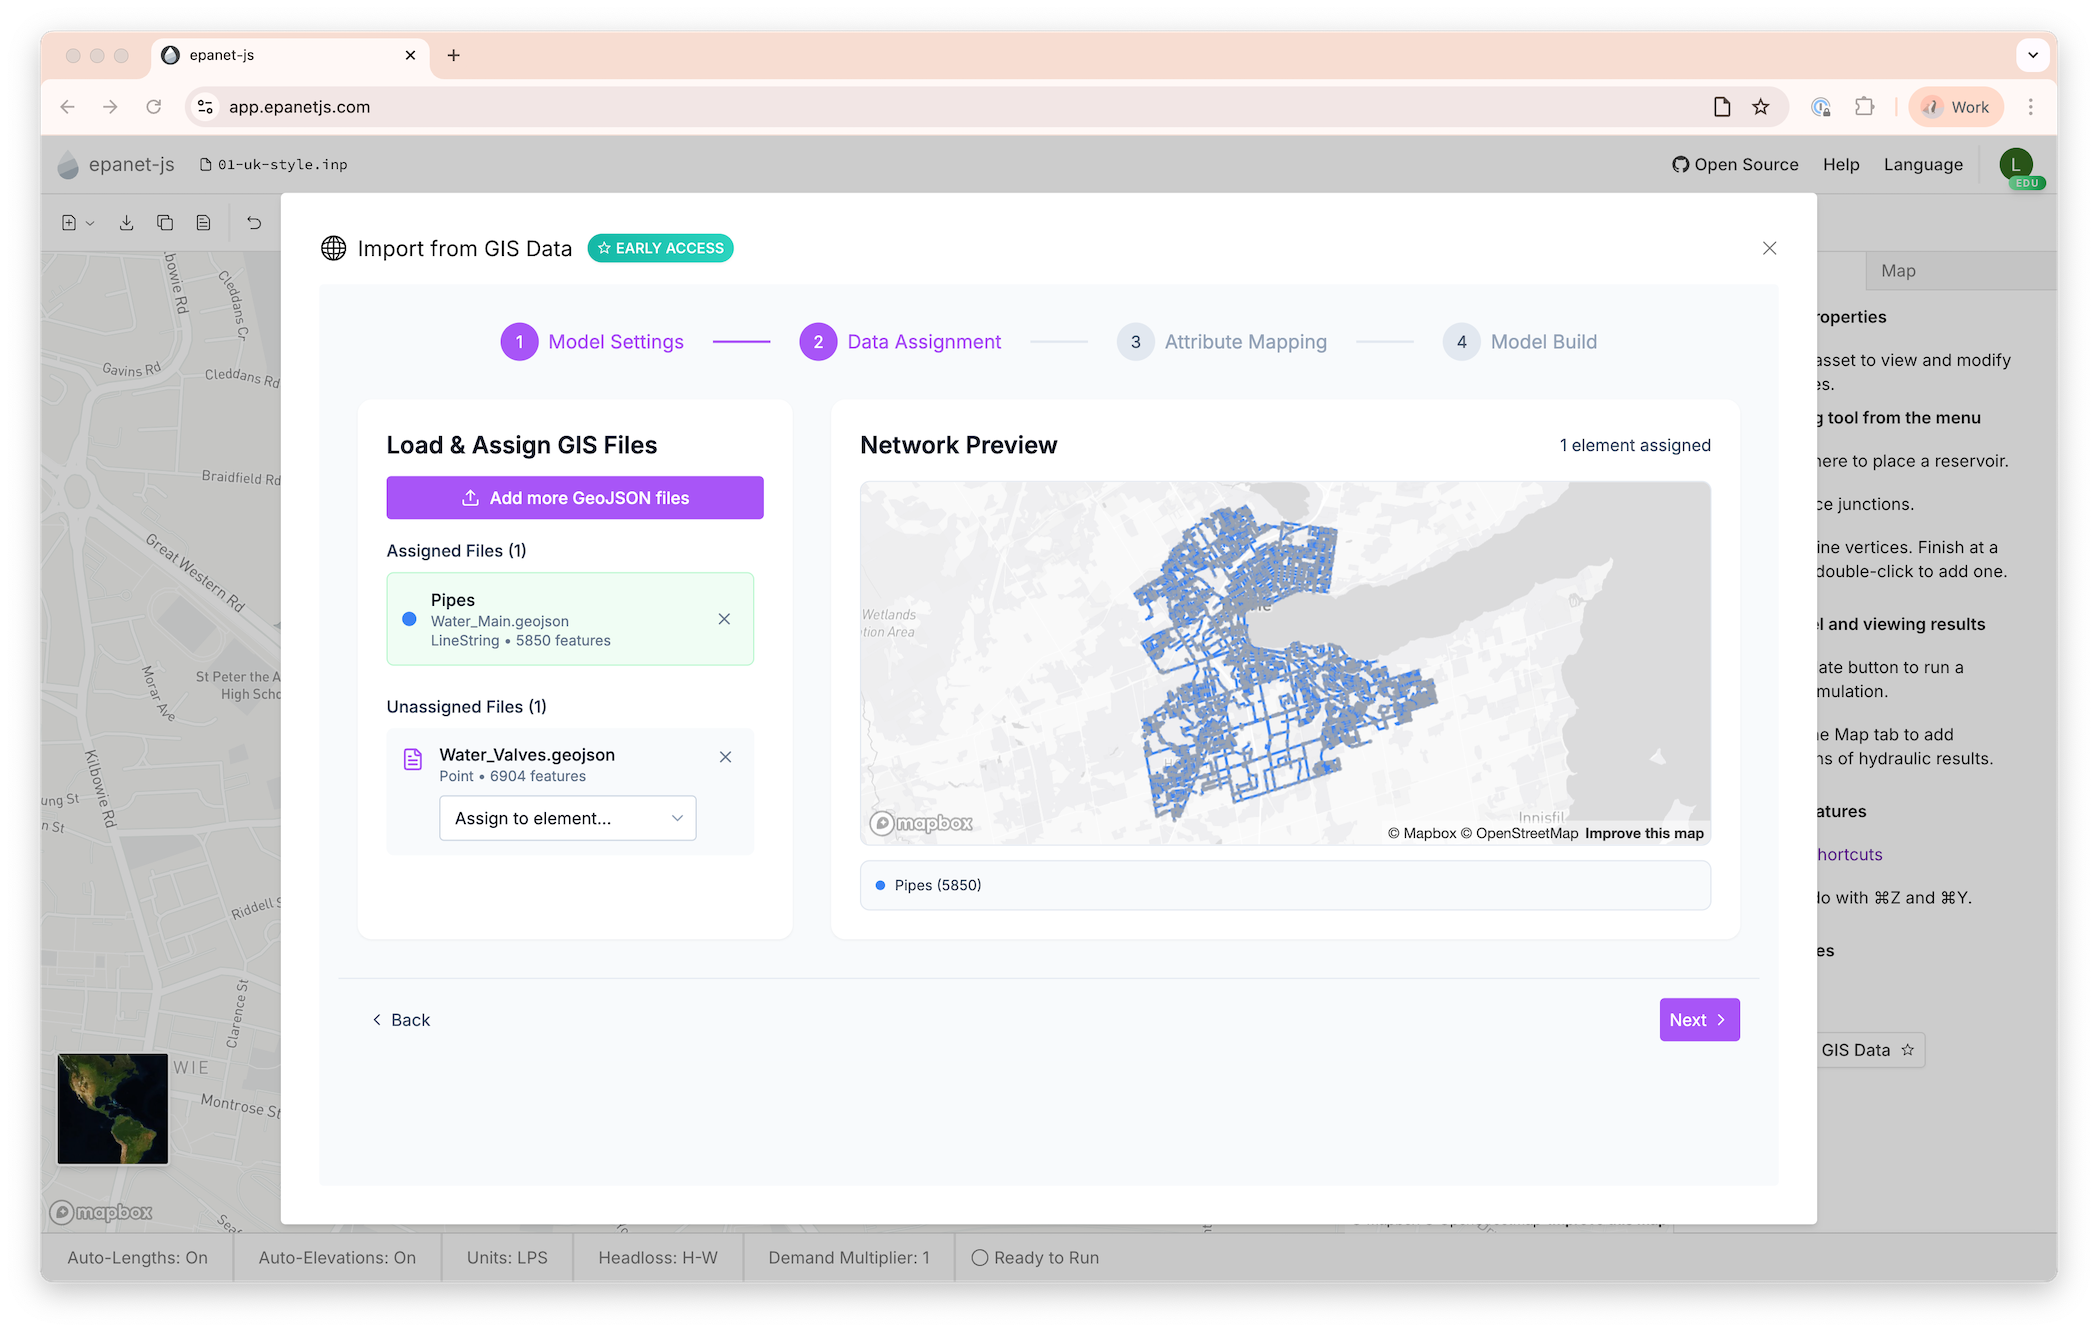 epanet-js
app.epanetjs.com
Work
epanet-js
01-uk-style.inp
Open Source
Help
Language
L
EDU
Import from GIS Data
EARLY ACCESS
1 Model Settings
2 Data Assignment
3 Attribute Mapping
4 Model Build
Load & Assign GIS Files
Add more GeoJSON files
Assigned Files (1)
Pipes
Water_Main.geojson
LineString • 5850 features
Unassigned Files (1)
Water_Valves.geojson
Point • 6904 features
Assign to element...
Network Preview
1 element assigned
Wetlands
tion Area
Innisfil
mapbox
© Mapbox © OpenStreetMap Improve this map
Pipes (5850)
Back
Next
Map
roperties
asset to view and modify
es.
g tool from the menu
here to place a reservoir.
ce junctions.
ine vertices. Finish at a
double-click to add one.
l and viewing results
ate button to run a
mulation.
e Map tab to add
ns of hydraulic results.
atures
hortcuts
do with ⌘Z and ⌘Y.
es
GIS Data
lbowie Rd
Cleddans Cr
Gavins Rd
Cleddans Rd
Braidfield Rd
Great Western Rd
St Peter the A
High Scho
Morar Ave
Kilbowie Rd
ung St
n St
Riddell S
Clarence St
WIE
Montrose St
mapbox
Auto-Lengths: On
Auto-Elevations: On
Units: LPS
Headloss: H-W
Demand Multiplier: 1
Ready to Run